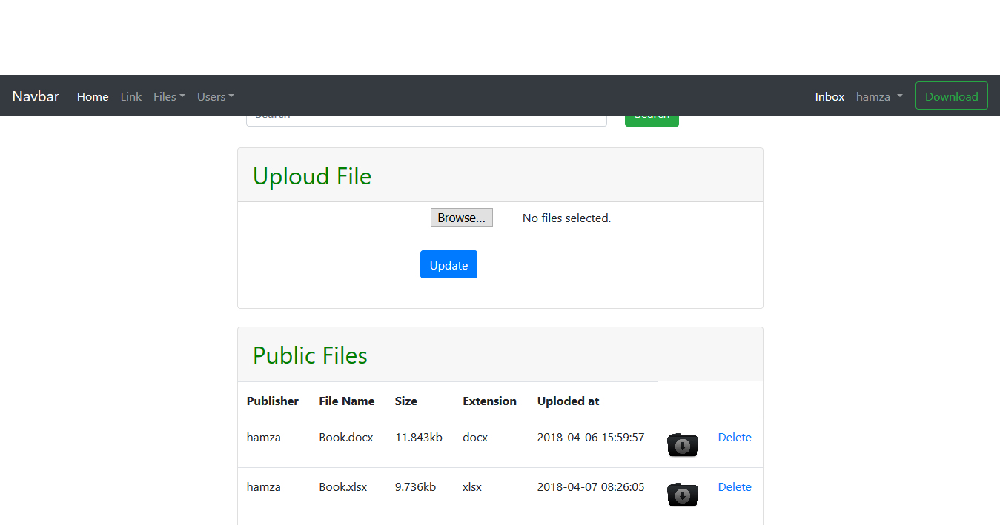 Navbar Home Link Files Users Inbox hamza Download
Search Search
Uploud File
Browse... No files selected.
Update
Public Files
Publisher File Name Size Extension Uploded at
hamza Book.docx 11.843kb docx 2018-04-06 15:59:57 Delete
hamza Book.xlsx 9.736kb xlsx 2018-04-07 08:26:05 Delete